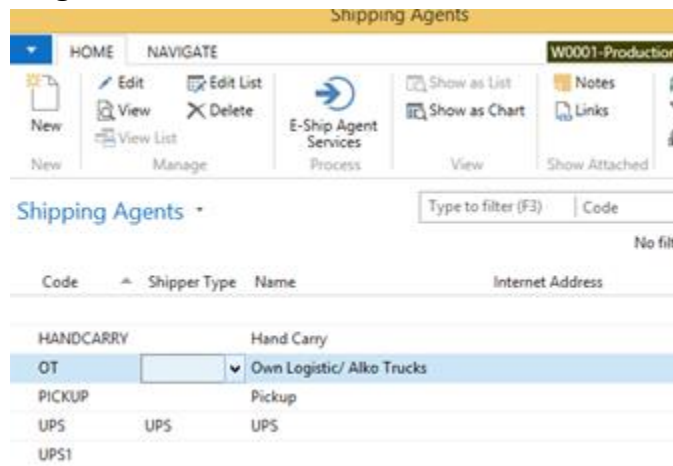 Shipping Agents
HOME NAVIGATE W0001-Production
New Edit View View List Edit List Delete E-Ship Agent Services Show as List Show as Chart Notes Links
New Manage Process View Show Attached
Shipping Agents Type to filter (F3) Code
No filt
Code Shipper Type Name Internet Address
HANDCARRY Hand Carry
OT Own Logistic/ Alko Trucks
PICKUP Pickup
UPS UPS UPS
UPS1